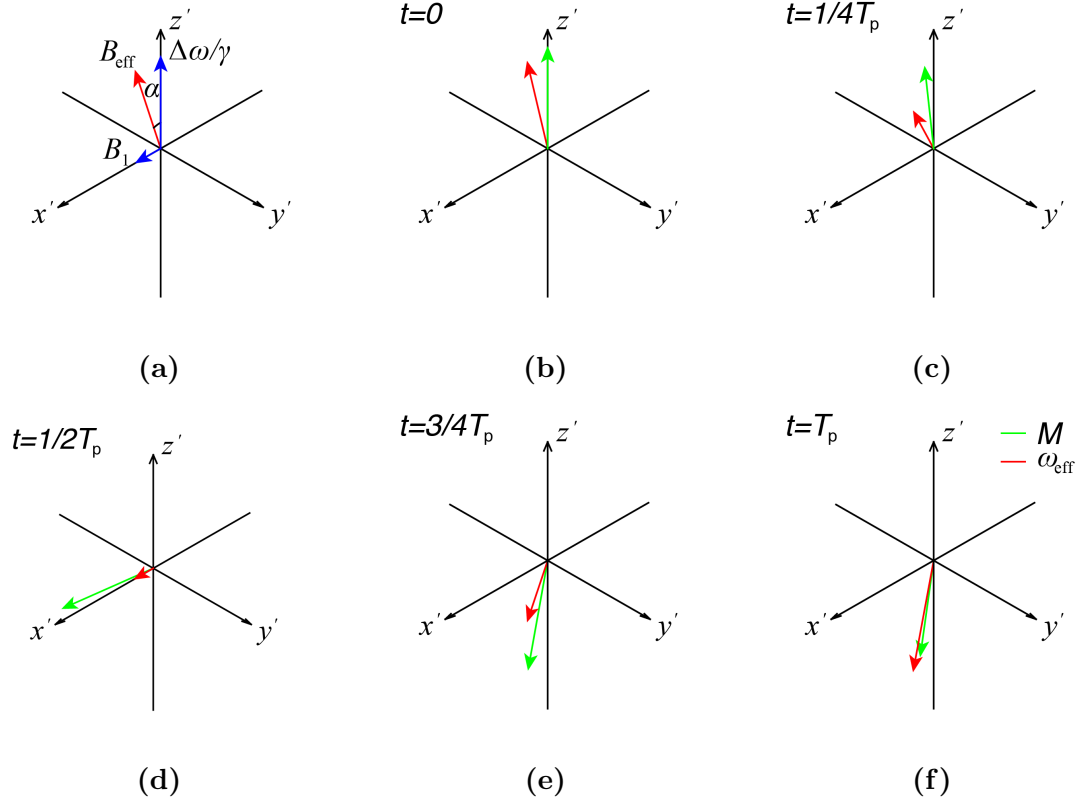 z′
B_eff
Δω/γ
α
B_1
x′
y′
(a)
t=0
z′
x′
y′
(b)
t=1/4T_p
z′
x′
y′
(c)
t=1/2T_p
z′
x′
y′
(d)
t=3/4T_p
z′
x′
y′
(e)
t=T_p
z′
M
ω_eff
x′
y′
(f)